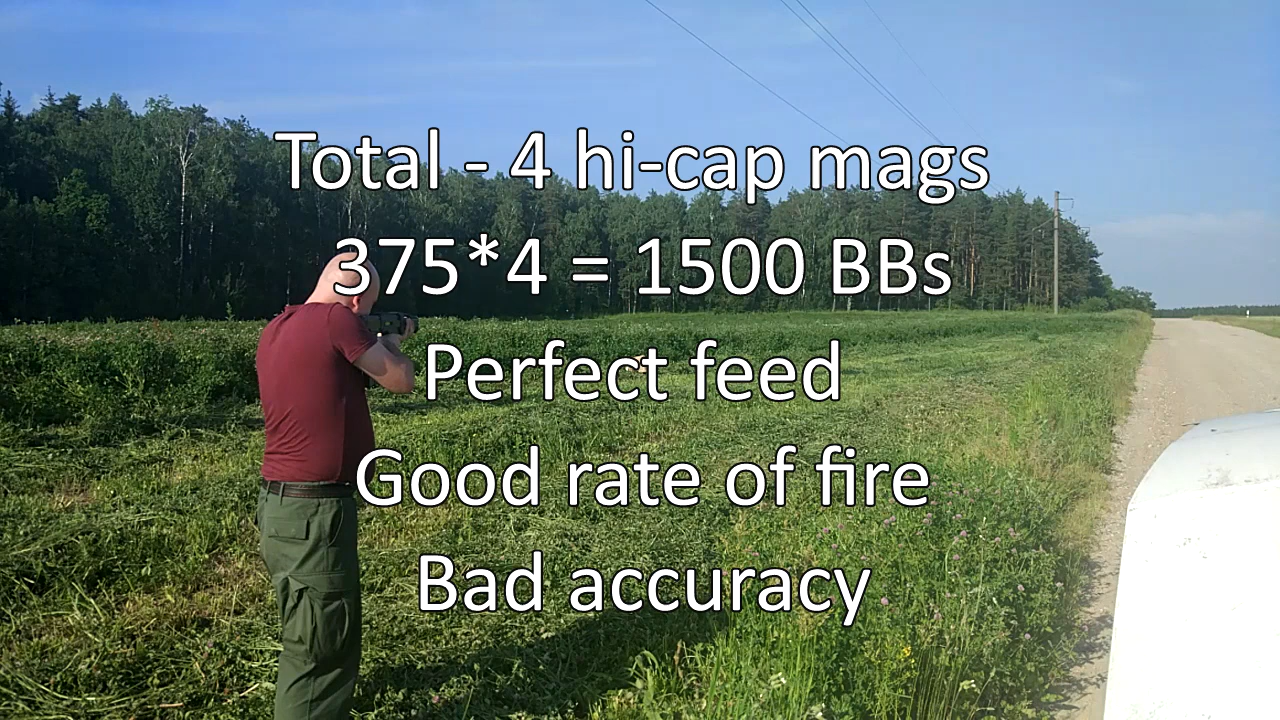 Total - 4 hi-cap mags
375*4 = 1500 BBs
Perfect feed
Good rate of fire
Bad accuracy